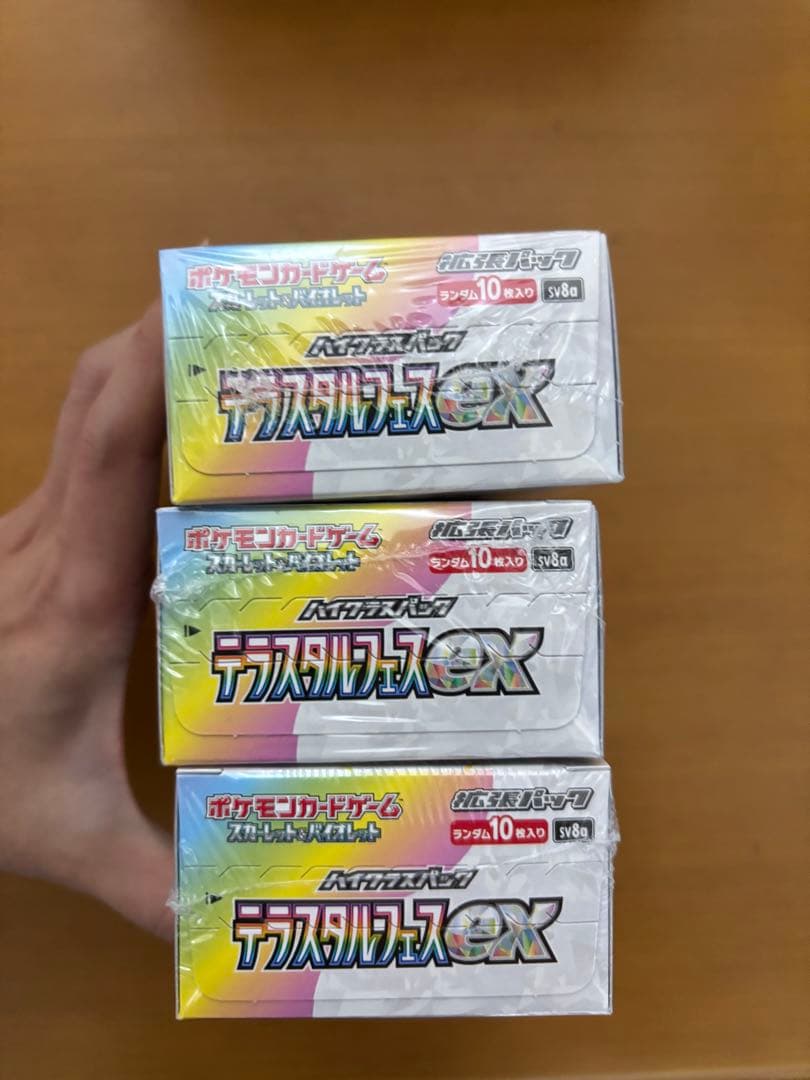 ポケモンカードゲーム 拡張パック
スカーレット&バイオレット ランダム10枚入り sv8a
ハイクラスパック
テラスタルフェスex
ポケモンカードゲーム 拡張パック
スカーレット&バイオレット ランダム10枚入り sv8a
ハイクラスパック
テラスタルフェスex
ポケモンカードゲーム 拡張パック
スカーレット&バイオレット ランダム10枚入り sv8a
ハイクラスパック
テラスタルフェスex